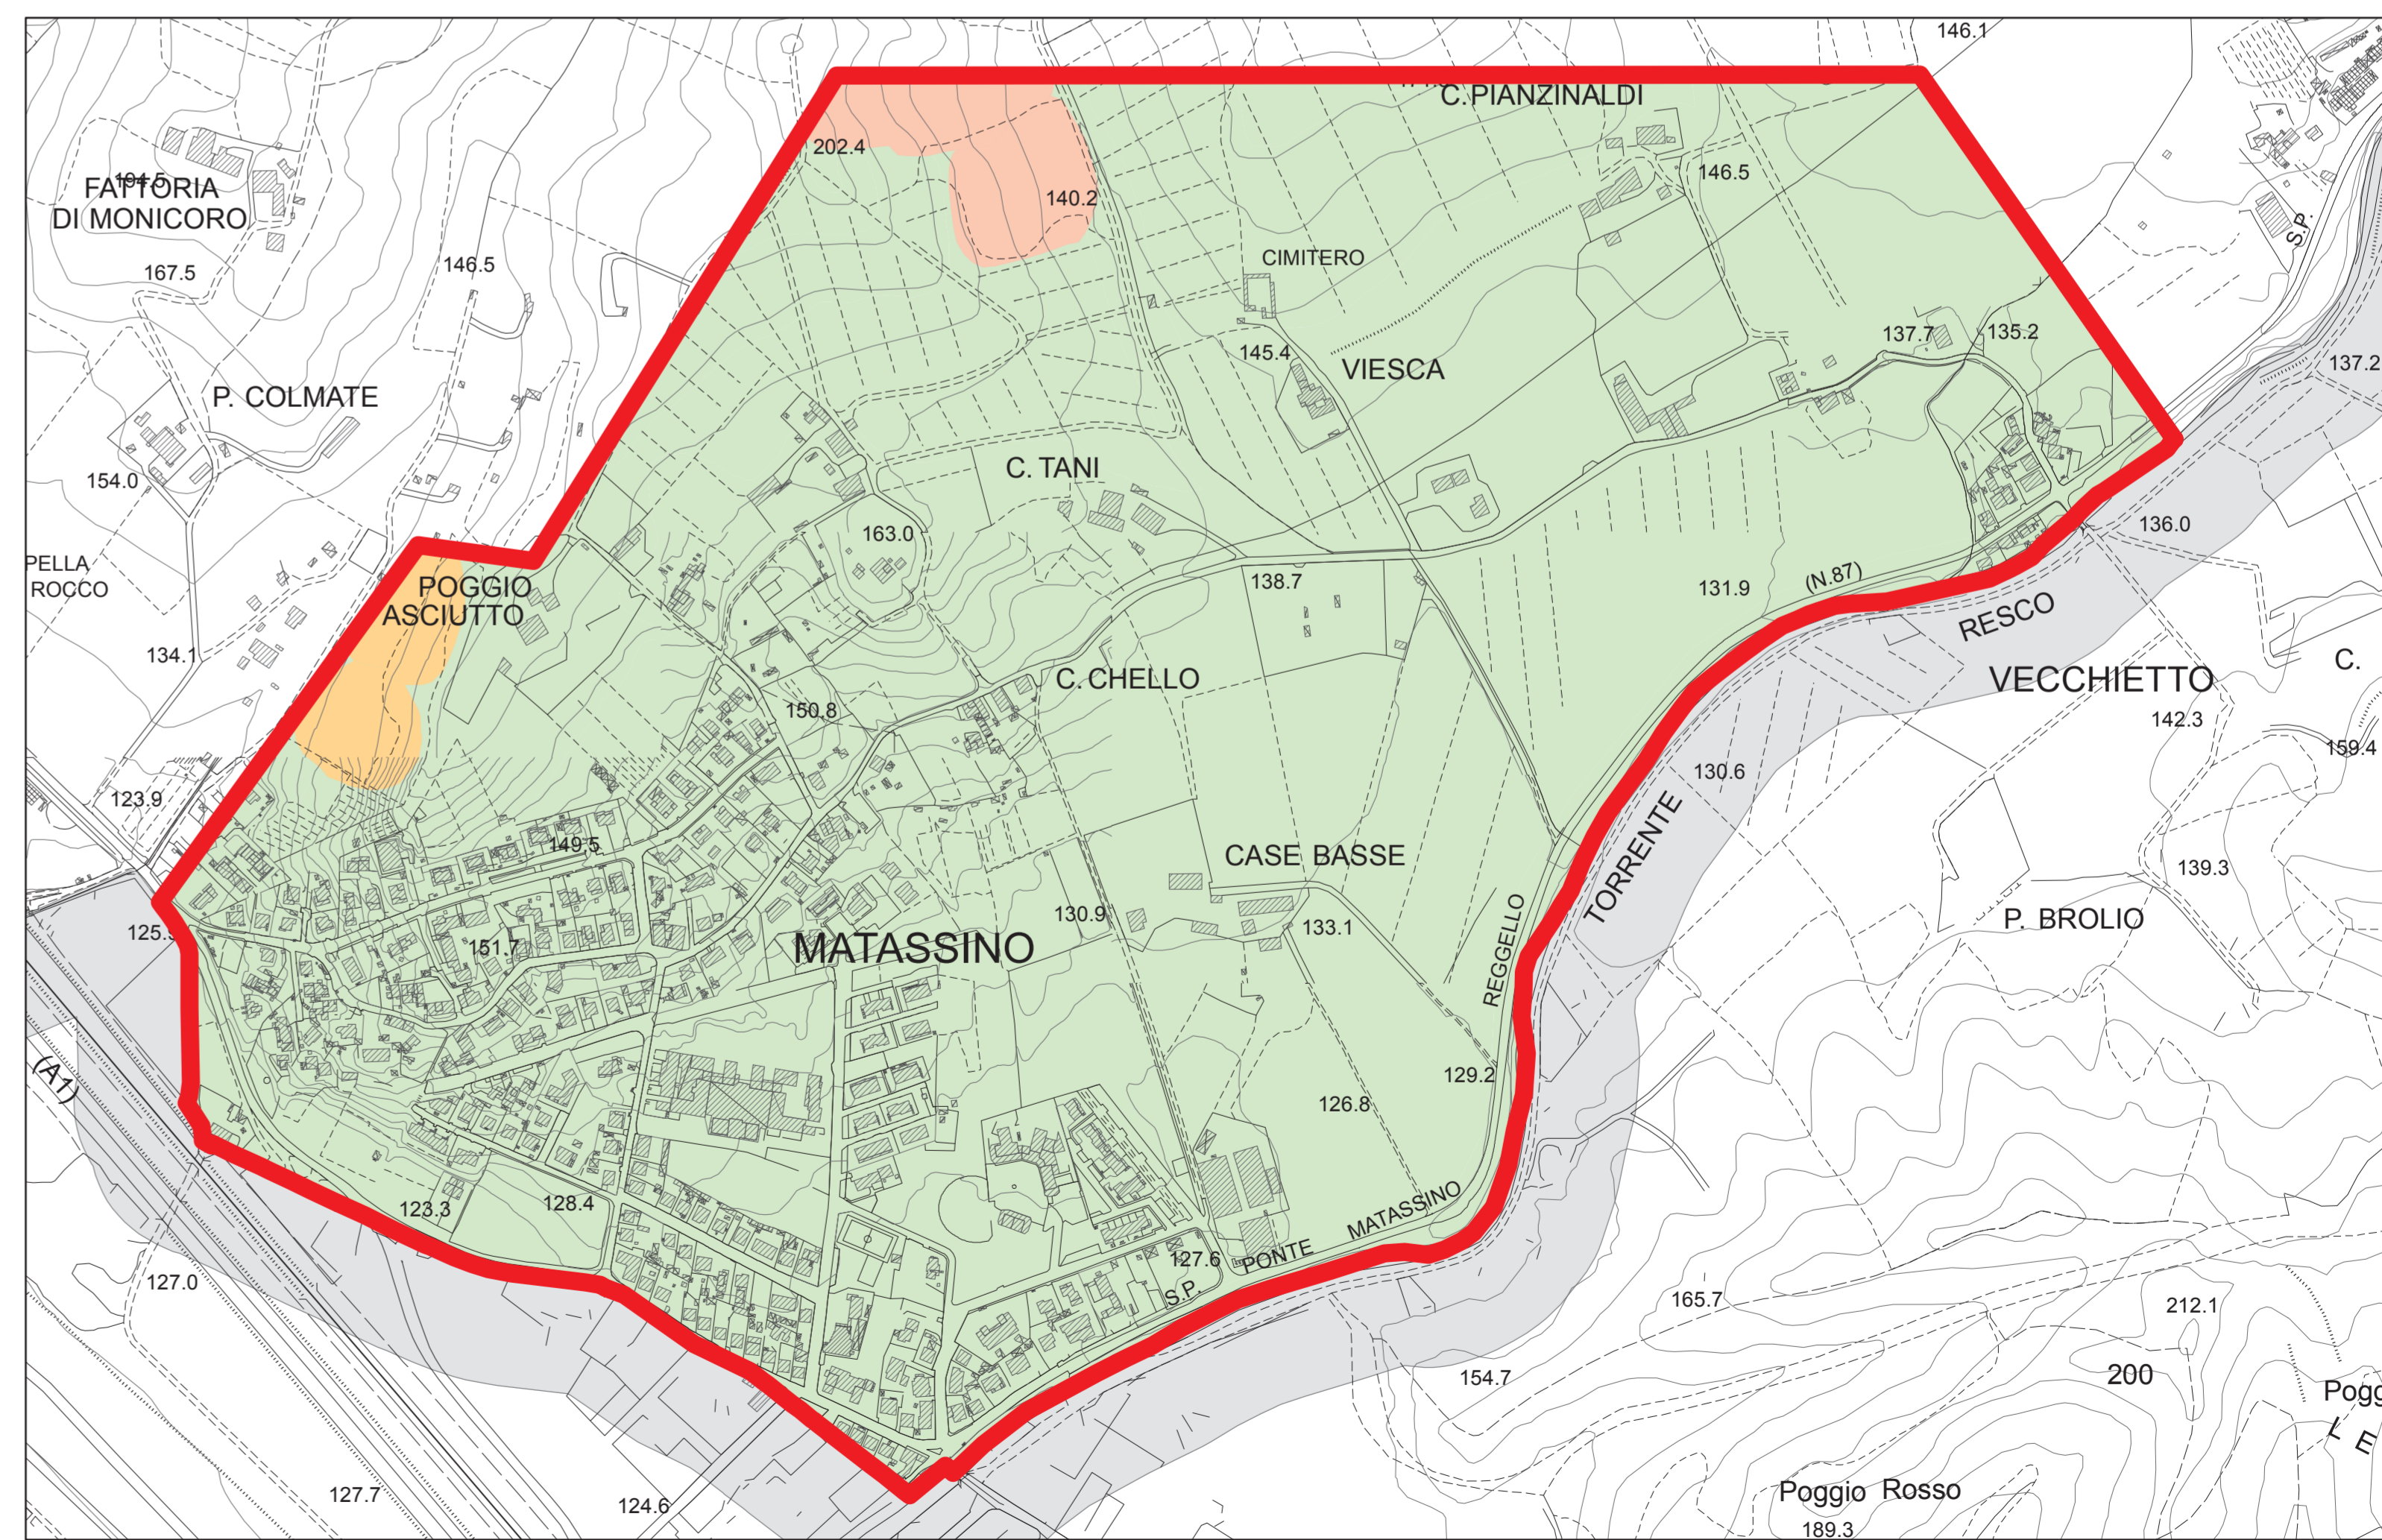 146.1
C.PIANZINALDI
202.4
194.5
FATTORIA
DI MONICORO
140.2
146.5
S.P.
167.5
146.5
CIMITERO
137.7
135.2
145.4
VIESCA
137.2
P. COLMATE
C. TANI
154.0
163.0
136.0
PELLA
ROCCO
POGGIO
ASCIUTTO
138.7
131.9
(N.87)
RESCO
134.1
C. CHELLO
VECCHIETTO
C.
150.8
142.3
159.4
123.9
130.6
149.5
CASE BASSE
TORRENTE
139.3
130.9
133.1
REGGELLO
P. BROLIO
125.
151.7
MATASSINO
(A1)
129.2
126.8
123.3
128.4
MATASSINO
PONTE
127.6
S.P.
127.0
165.7
212.1
154.7
200
Pogg
L E
127.7
124.6
Poggio Rosso
189.3